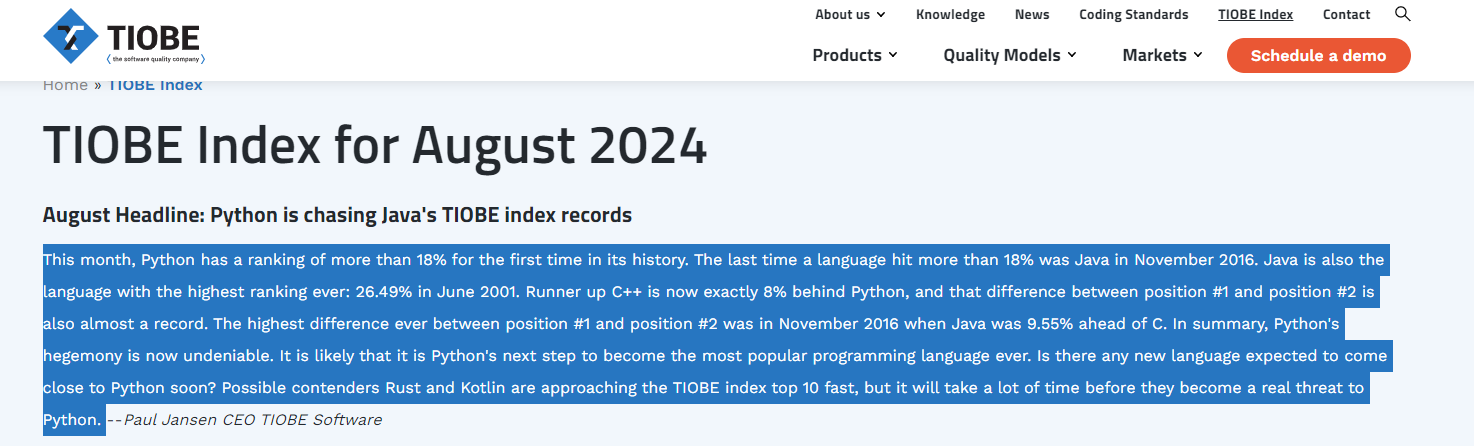 About us Knowledge News Coding Standards TIOBE Index Contact
TIOBE
⟨the software quality company⟩
Products Quality Models Markets Schedule a demo
Home » TIOBE Index
TIOBE Index for August 2024
August Headline: Python is chasing Java's TIOBE index records
This month, Python has a ranking of more than 18% for the first time in its history. The last time a language hit more than 18% was Java in November 2016. Java is also the
language with the highest ranking ever: 26.49% in June 2001. Runner up C++ is now exactly 8% behind Python, and that difference between position #1 and position #2 is
also almost a record. The highest difference ever between position #1 and position #2 was in November 2016 when Java was 9.55% ahead of C. In summary, Python's
hegemony is now undeniable. It is likely that it is Python's next step to become the most popular programming language ever. Is there any new language expected to come
close to Python soon? Possible contenders Rust and Kotlin are approaching the TIOBE index top 10 fast, but it will take a lot of time before they become a real threat to
Python. --Paul Jansen CEO TIOBE Software